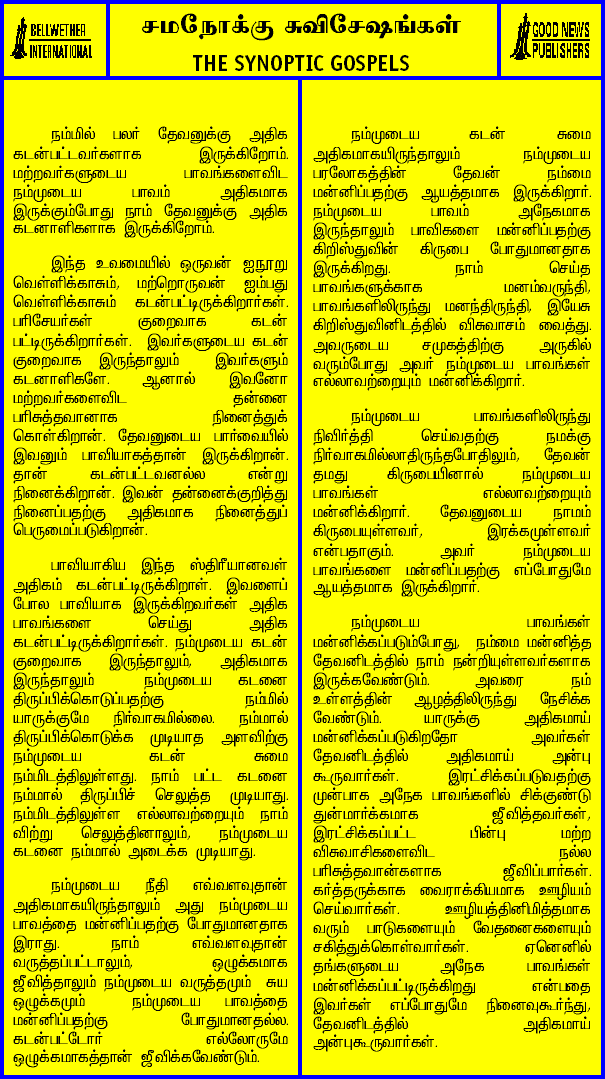 BELLWETHER
INTERNATIONAL
சமநோக்கு சுவிசேஷங்கள்
THE SYNOPTIC GOSPELS
GOOD NEWS
PUBLISHERS
நம்மில் பலர் தேவனுக்கு அதிக
கடன்பட்டவர்களாக இருக்கிறோம்.
மற்றவர்களுடைய பாவங்களைவிட
நம்முடைய பாவம் அதிகமாக
இருக்கும்போது நாம் தேவனுக்கு அதிக
கடனாளிகளாக இருக்கிறோம்.
இந்த உவமையில் ஒருவன் ஐநூறு
வெள்ளிக்காசும், மற்றொருவன் ஐம்பது
வெள்ளிக்காசும் கடன்பட்டிருக்கிறார்கள்.
பரிசேயர்கள் குறைவாக கடன்
பட்டிருக்கிறார்கள். இவர்களுடைய கடன்
குறைவாக இருந்தாலும் இவர்களும்
கடனாளிகளே. ஆனால் இவனோ
மற்றவர்களைவிட தன்னை
பரிசுத்தவானாக நினைத்துக்
கொள்கிறான். தேவனுடைய பார்வையில்
இவனும் பாவியாகத்தான் இருக்கிறான்.
தான் கடன்பட்டவனல்ல என்று
நினைக்கிறான். இவன் தன்னைக்குறித்து
நினைப்பதற்கு அதிகமாக நினைத்துப்
பெருமைப்படுகிறான்.
பாவியாகிய இந்த ஸ்திரீயானவள்
அதிகம் கடன்பட்டிருக்கிறாள். இவளைப்
போல பாவியாக இருக்கிறவர்கள் அதிக
பாவங்களை செய்து அதிக
கடன்பட்டிருக்கிறார்கள். நம்முடைய கடன்
குறைவாக இருந்தாலும், அதிகமாக
இருந்தாலும் நம்முடைய கடனை
திருப்பிக்கொடுப்பதற்கு நம்மில்
யாருக்குமே நிர்வாகமில்லை. நம்மால்
திருப்பிக்கொடுக்க முடியாத அளவிற்கு
நம்முடைய கடன் சுமை
நம்மிடத்திலுள்ளது. நாம் பட்ட கடனை
நம்மால் திருப்பிச் செலுத்த முடியாது.
நம்மிடத்திலுள்ள எல்லாவற்றையும் நாம்
விற்று செலுத்தினாலும், நம்முடைய
கடனை நம்மால் அடைக்க முடியாது.
நம்முடைய நீதி எவ்வளவுதான்
அதிகமாகயிருந்தாலும் அது நம்முடைய
பாவத்தை மன்னிப்பதற்கு போதுமானதாக
இராது. நாம் எவ்வளவுதான்
வருத்தப்பட்டாலும், ஒழுக்கமாக
ஜீவித்தாலும் நம்முடைய வருத்தமும் சுய
ஒழுக்கமும் நம்முடைய பாவத்தை
மன்னிப்பதற்கு போதுமானதல்ல.
கடன்பட்டோர் எல்லோருமே
ஒழுக்கமாகத்தான் ஜீவிக்கவேண்டும்.
நம்முடைய கடன் சுமை
அதிகமாகயிருந்தாலும் நம்முடைய
பரலோகத்தின் தேவன் நம்மை
மன்னிப்பதற்கு ஆயத்தமாக இருக்கிறார்.
நம்முடைய பாவம் அநேகமாக
இருந்தாலும் பாவிகளை மன்னிப்பதற்கு
கிறிஸ்துவின் கிருபை போதுமானதாக
இருக்கிறது. நாம் செய்த
பாவங்களுக்காக மனம்வருந்தி,
பாவங்களிலிருந்து மனந்திருந்தி, இயேசு
கிறிஸ்துவினிடத்தில் விசுவாசம் வைத்து.
அவருடைய சமுகத்திற்கு அருகில்
வரும்போது அவர் நம்முடைய பாவங்கள்
எல்லாவற்றையும் மன்னிக்கிறார்.
நம்முடைய பாவங்களிலிருந்து
நிவிர்த்தி செய்வதற்கு நமக்கு
நிர்வாகமில்லாதிருந்தபோதிலும், தேவன்
தமது கிருபையினால் நம்முடைய
பாவங்கள் எல்லாவற்றையும்
மன்னிக்கிறார். தேவனுடைய நாமம்
கிருபையுள்ளவர், இரக்கமுள்ளவர்
என்பதாகும். அவர் நம்முடைய
பாவங்களை மன்னிப்பதற்கு எப்போதுமே
ஆயத்தமாக இருக்கிறார்.
நம்முடைய பாவங்கள்
மன்னிக்கப்படும்போது, நம்மை மன்னித்த
தேவனிடத்தில் நாம் நன்றியுள்ளவர்களாக
இருக்கவேண்டும். அவரை நம்
உள்ளத்தின் ஆழத்திலிருந்து நேசிக்க
வேண்டும். யாருக்கு அதிகமாய்
மன்னிக்கப்படுகிறதோ அவர்கள்
தேவனிடத்தில் அதிகமாய் அன்பு
கூருவார்கள். இரட்சிக்கப்படுவதற்கு
முன்பாக அநேக பாவங்களில் சிக்குண்டு
துன்மார்க்கமாக ஜீவித்தவர்கள்,
இரட்சிக்கப்பட்ட பின்பு மற்ற
விசுவாசிகளைவிட நல்ல
பரிசுத்தவான்களாக ஜீவிப்பார்கள்.
கர்த்தருக்காக வைராக்கியமாக ஊழியம்
செய்வார்கள். ஊழியத்தினிமித்தமாக
வரும் பாடுகளையும் வேதனைகளையும்
சகித்துக்கொள்வார்கள். ஏனெனில்
தங்களுடைய அநேக பாவங்கள்
மன்னிக்கப்பட்டிருக்கிறது என்பதை
இவர்கள் எப்போதுமே நினைவுகூர்ந்து,
தேவனிடத்தில் அதிகமாய்
அன்புகூருவார்கள்.